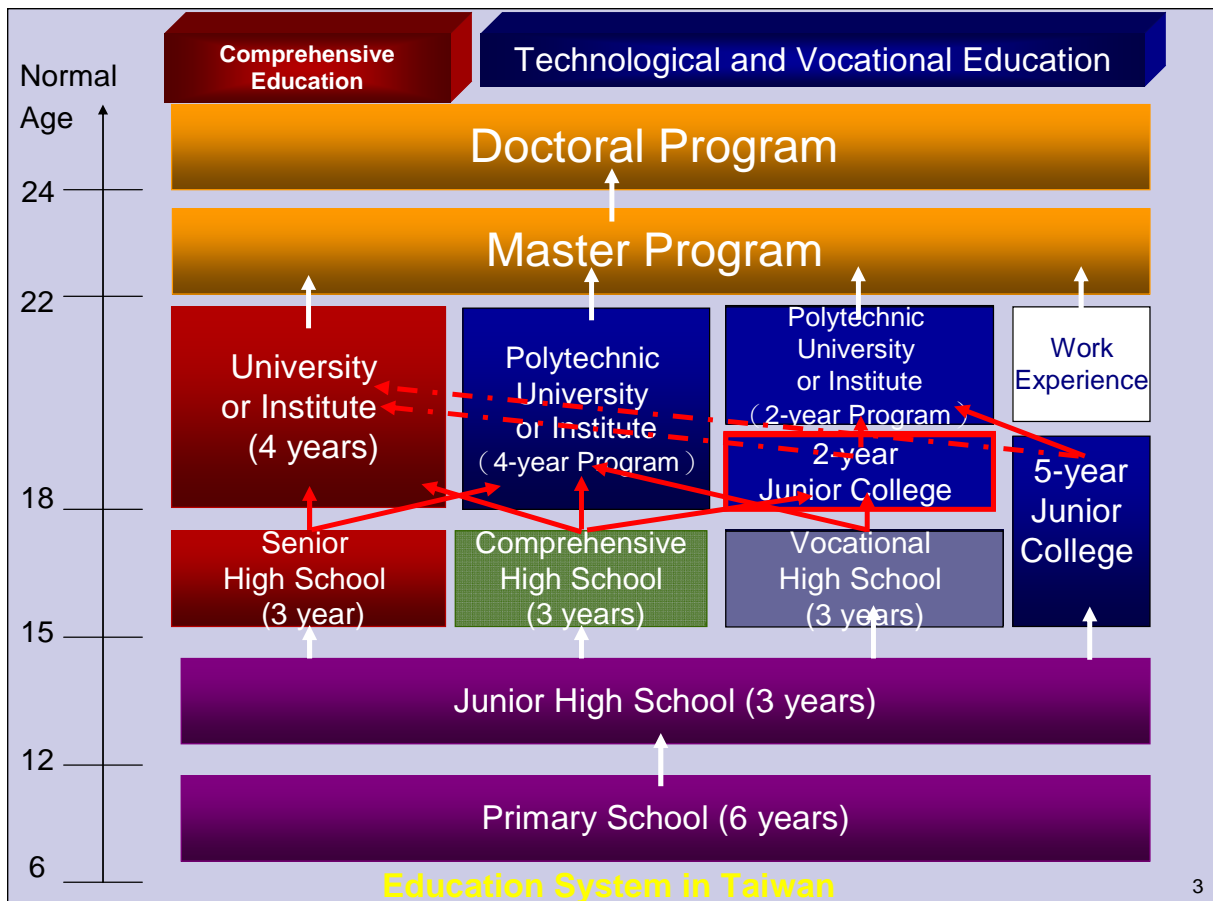 Comprehensive
Education
Technological and Vocational Education
Normal
Age
Doctoral Program
24
Master Program
22
University
or Institute
(4 years)
Polytechnic
University
or Institute
（4-year Program）
Polytechnic
University
or Institute
（2-year Program）
Work
Experience
2-year
Junior College
5-year
Junior
College
18
Senior
High School
(3 year)
Comprehensive
High School
(3 years)
Vocational
High School
(3 years)
15
Junior High School (3 years)
12
Primary School (6 years)
6
Education System in Taiwan
3